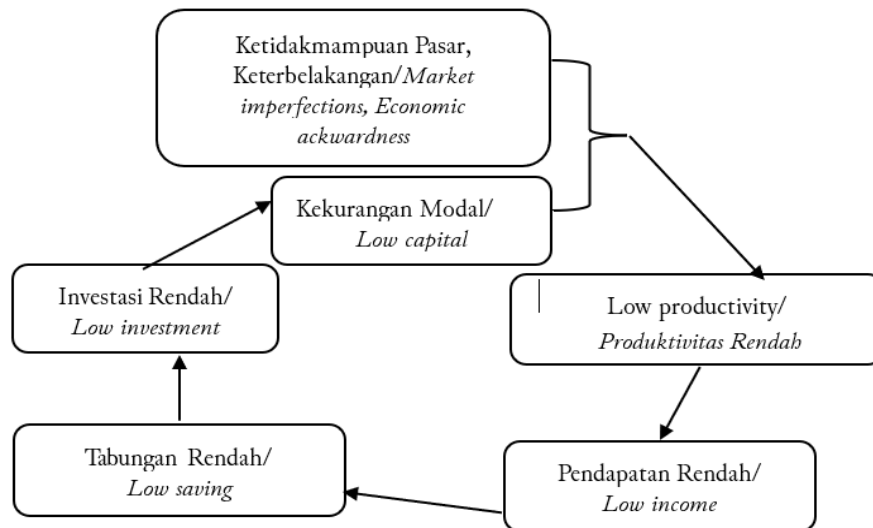 Ketidakmampuan Pasar,
Keterbelakangan/Market
imperfections, Economic
ackwardness
Kekurangan Modal/
Low capital
Investasi Rendah/
Low investment
Low productivity/
Produktivitas Rendah
Tabungan Rendah/
Low saving
Pendapatan Rendah/
Low income